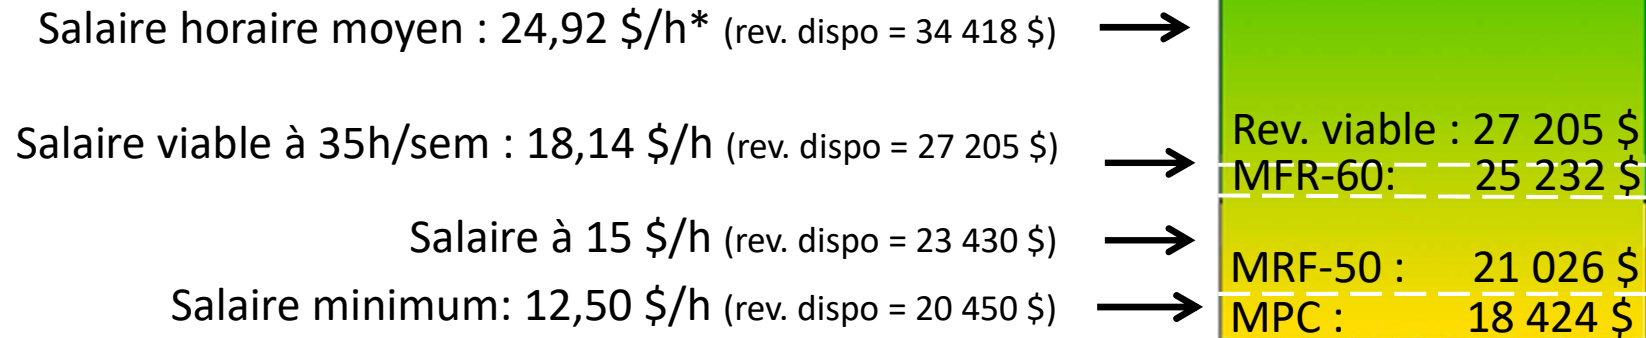 Salaire horaire moyen : 24,92 $/h* (rev. dispo = 34 418 $)
Salaire viable à 35h/sem : 18,14 $/h (rev. dispo = 27 205 $)
Rev. viable : 27 205 $
MFR-60: 25 232 $
Salaire à 15 $/h (rev. dispo = 23 430 $)
MRF-50 : 21 026 $
Salaire minimum: 12,50 $/h (rev. dispo = 20 450 $)
MPC : 18 424 $